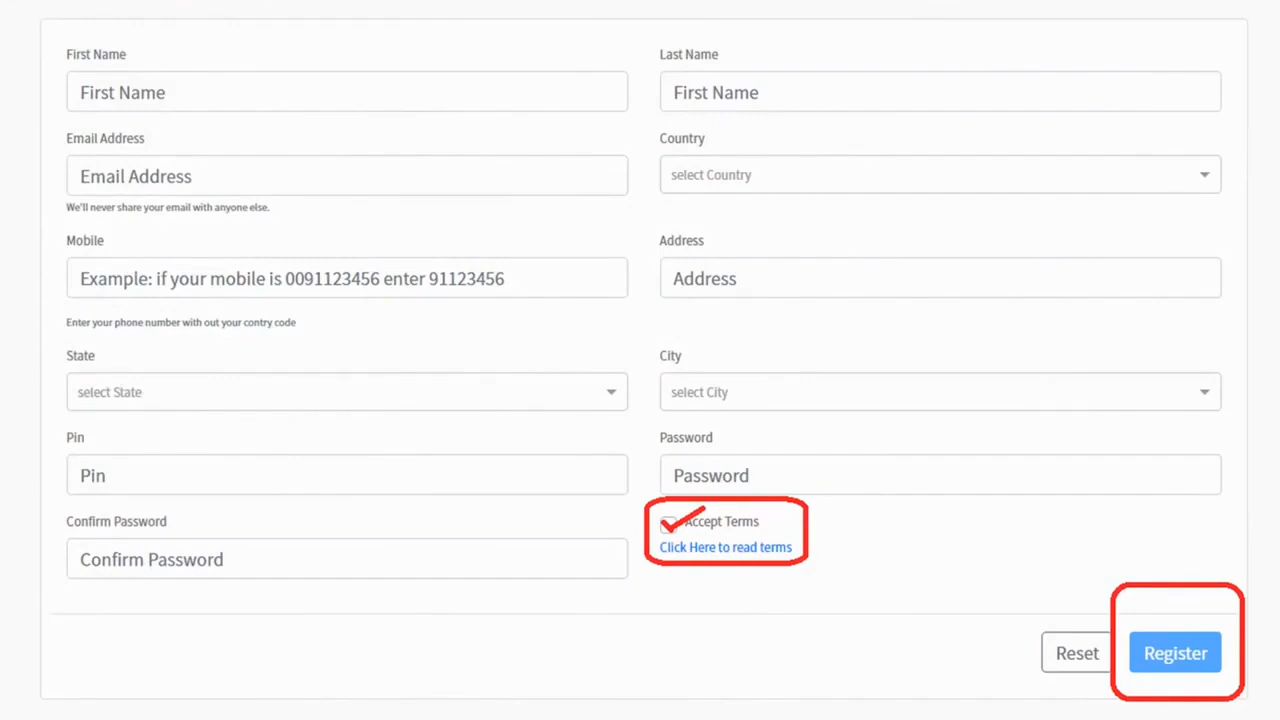 First Name
Last Name
First Name
First Name
Email Address
Country
Email Address
select Country
We'll never share your email with anyone else.
Mobile
Address
Example: if your mobile is 0091123456 enter 91123456
Address
Enter your phone number with out your contry code
State
City
select State
select City
Pin
Password
Pin
Password
Confirm Password
Accept Terms
Click Here to read terms
Confirm Password
Reset
Register